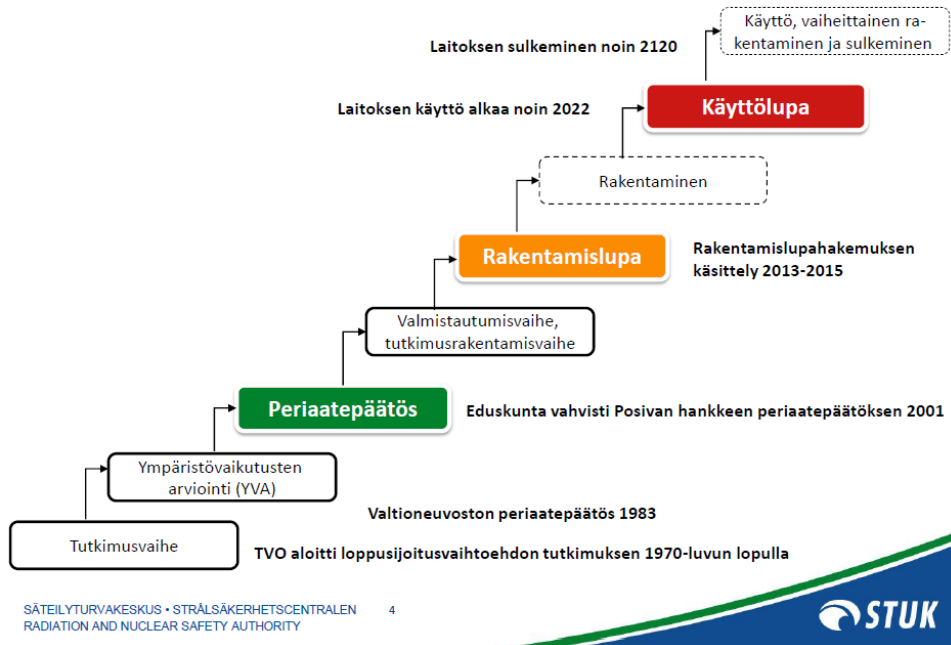 Käyttö, vaiheittainen ra-
kentaminen ja sulkeminen
Laitoksen sulkeminen noin 2120
Käyttölupa
Laitoksen käyttö alkaa noin 2022
Rakentaminen
Rakentamislupa
Rakentamislupahakemuksen
käsittely 2013-2015
Valmistautumisvaihe,
tutkimusrakentamisvaihe
Periaatepäätös
Eduskunta vahvisti Posivan hankkeen periaatepäätöksen 2001
Ympäristövaikutusten
arviointi (YVA)
Valtioneuvoston periaatepäätös 1983
Tutkimusvaihe
TVO aloitti loppusijoitusvaihtoehdon tutkimuksen 1970-luvun lopulla
SÄTEILYTURVAKESKUS • STRÅLSÄKERHETSCENTRALEN
RADIATION AND NUCLEAR SAFETY AUTHORITY
4
STUK